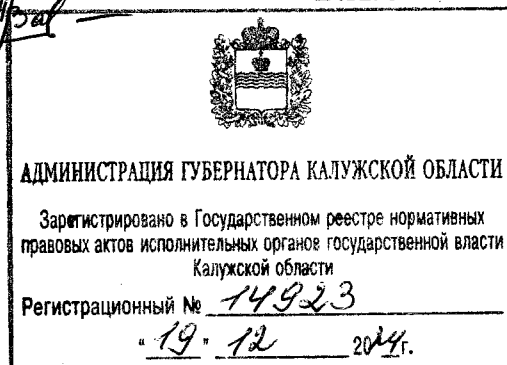 АДМИНИСТРАЦИЯ ГУБЕРНАТОРА КАЛУЖСКОЙ ОБЛАСТИ
Зарегистрировано в Государственном реестре нормативных
правовых актов исполнительных органов государственной власти
Калужской области
Регистрационный № 14923
"19" 12 2024г.